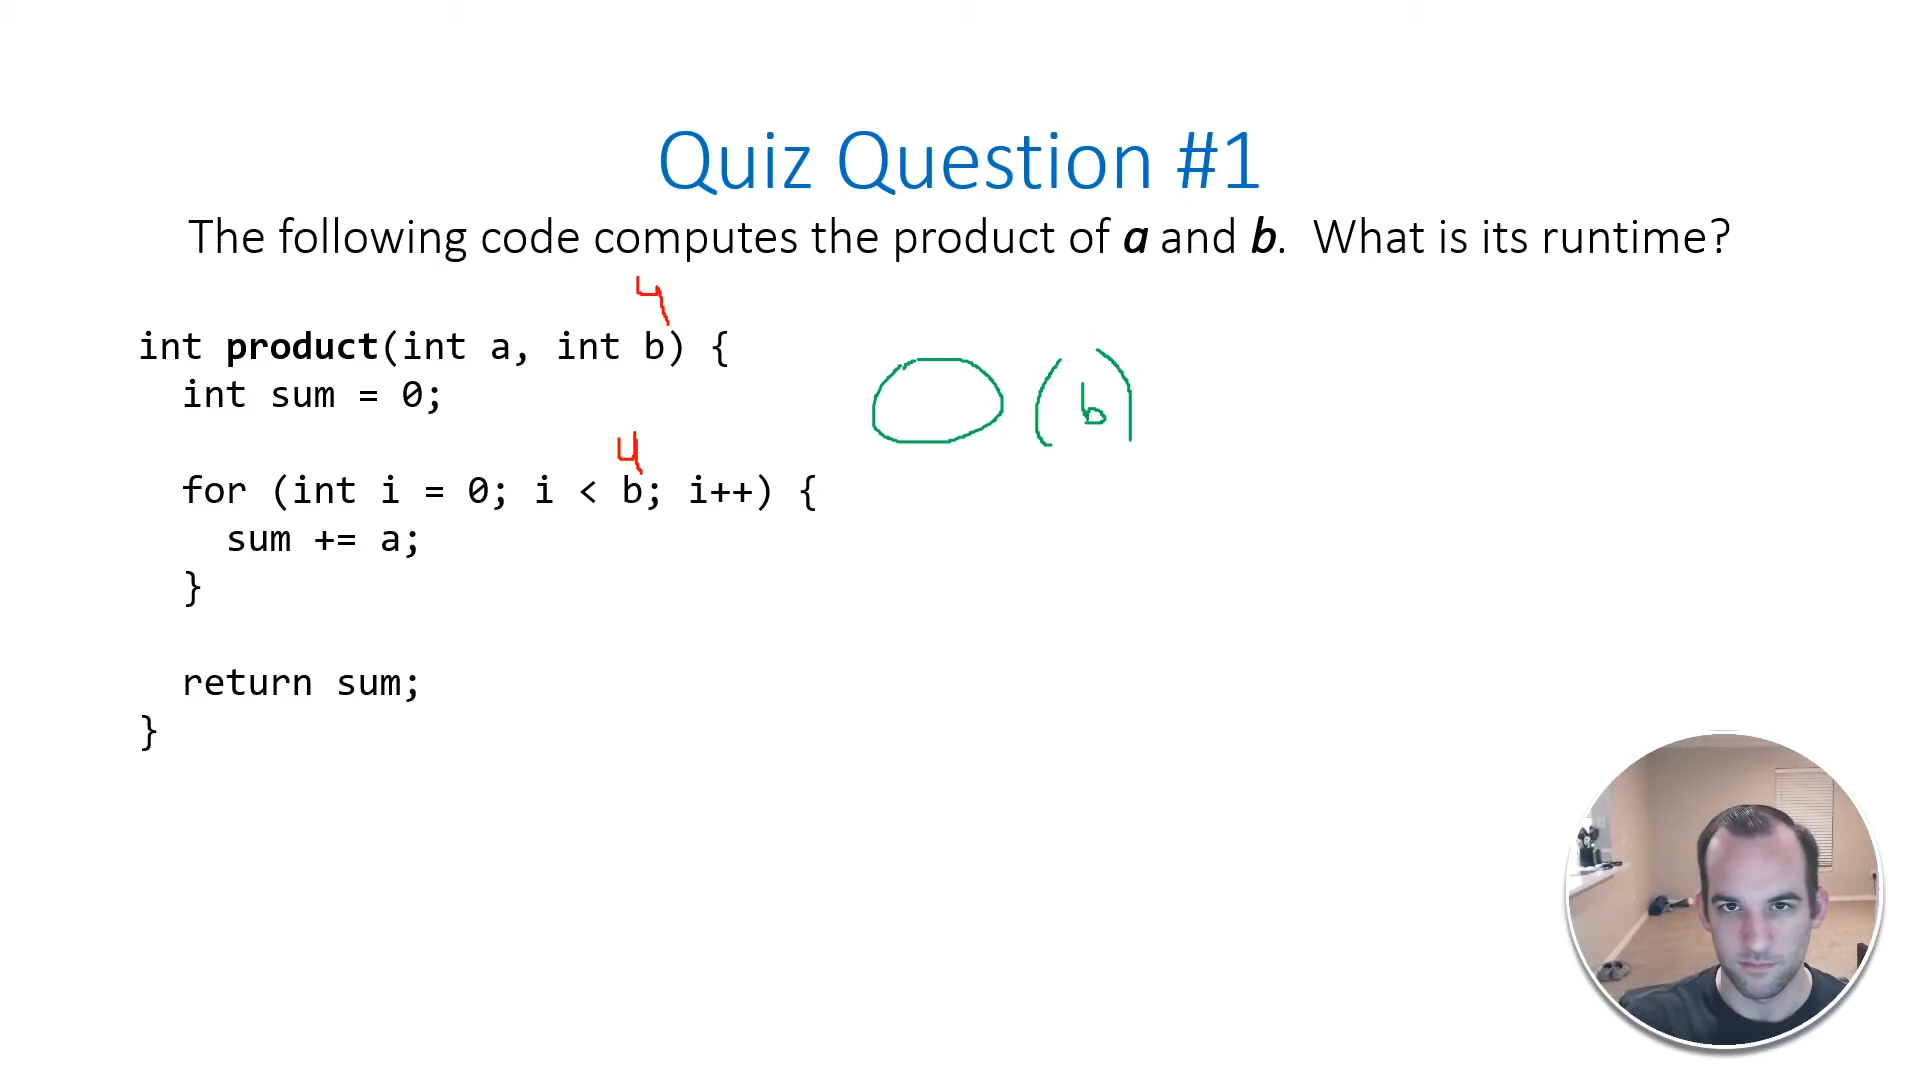 Quiz Question #1
The following code computes the product of a and b. What is its runtime?
4
int product(int a, int b) {
int sum = 0;
O (b)
4
for (int i = 0; i < b; i++) {
sum += a;
}
return sum;
}